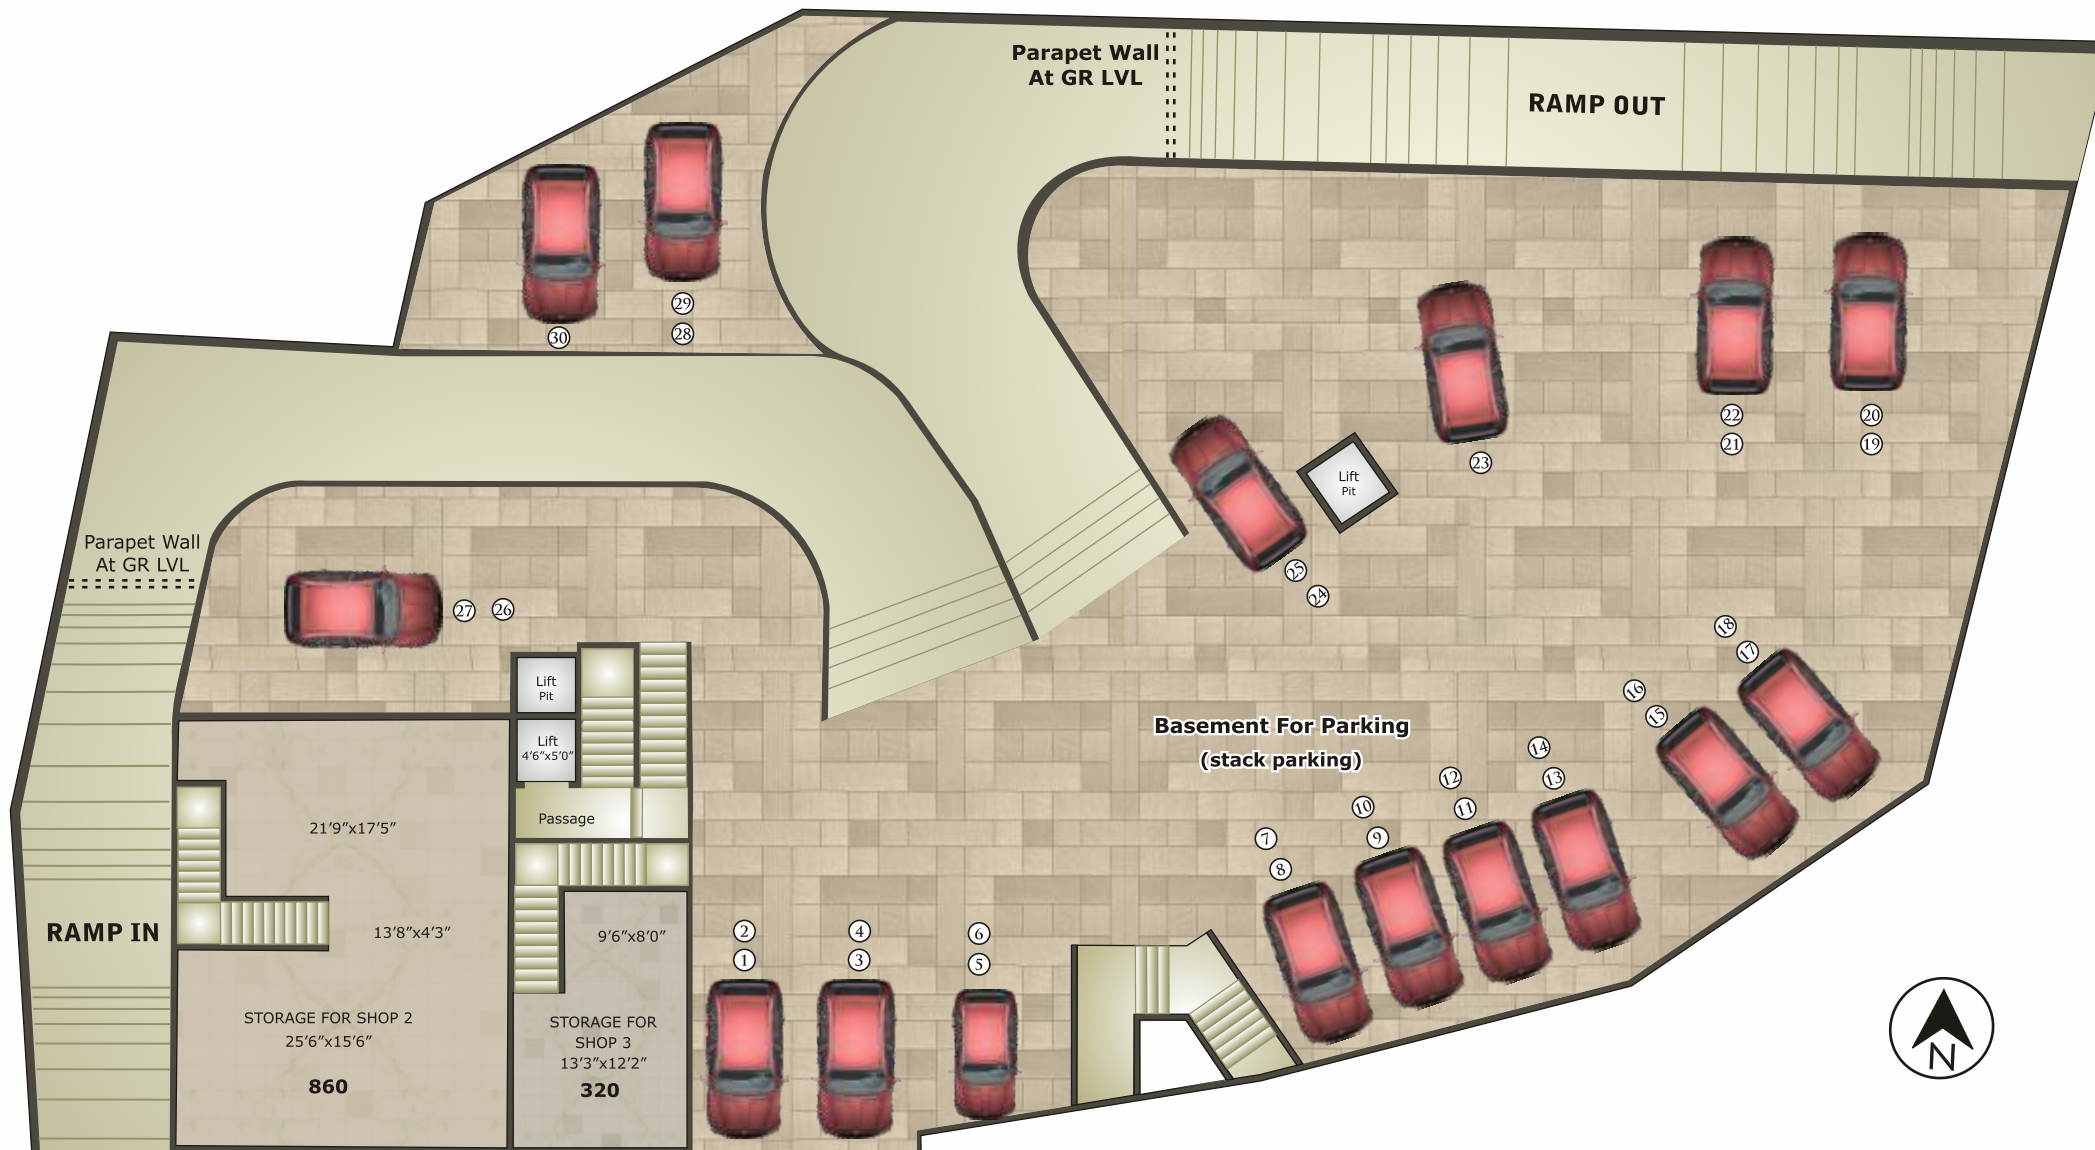 Parapet Wall
At GR LVL
RAMP OUT
29
28
30
22
21
20
19
23
Lift
Pit
25
24
Parapet Wall
At GR LVL
27 26
18
17
16
15
Lift
Pit
Lift
4'6"x5'0"
Passage
Basement For Parking
(stack parking)
14
13
12
11
10
9
7
8
21'9"x17'5"
13'8"x4'3"
RAMP IN
9'6"x8'0"
2
1
4
3
6
5
STORAGE FOR SHOP 2
25'6"x15'6"
860
STORAGE FOR
SHOP 3
13'3"x12'2"
320
N